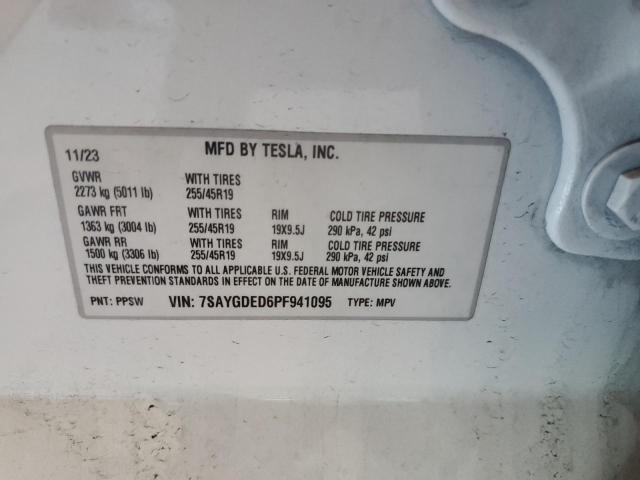 11/23 MFD BY TESLA, INC.
GVWR WITH TIRES
2273 kg (5011 lb) 255/45R19
GAWR FRT WITH TIRES RIM COLD TIRE PRESSURE
1363 kg (3004 lb) 255/45R19 19X9.5J 290 kPa, 42 psi
GAWR RR WITH TIRES RIM COLD TIRE PRESSURE
1500 kg (3306 lb) 255/45R19 19X9.5J 290 kPa, 42 psi
THIS VEHICLE CONFORMS TO ALL APPLICABLE U.S. FEDERAL MOTOR VEHICLE SAFETY AND
THEFT PREVENTION STANDARDS IN EFFECT ON THE DATE OF MANUFACTURE SHOWN ABOVE.
PNT: PPSW VIN: 7SAYGDED6PF941095 TYPE: MPV